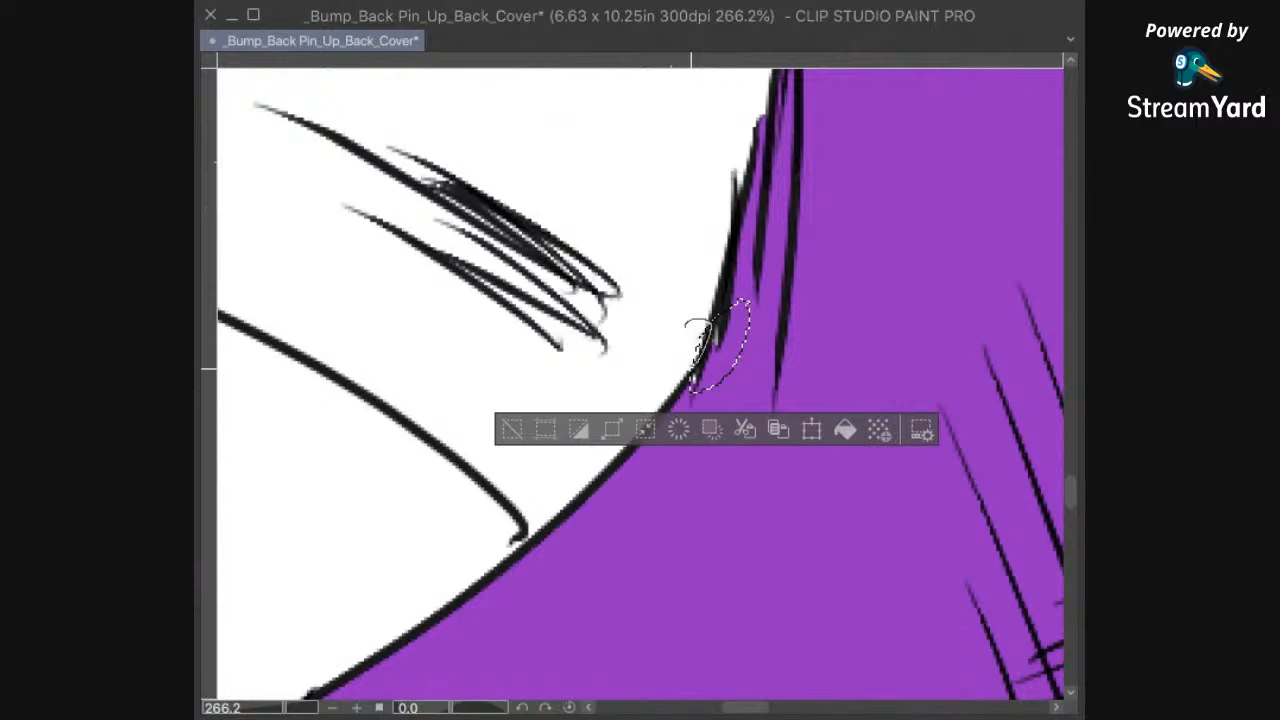 _Bump_Back Pin_Up_Back_Cover* (6.63 x 10.25in 300dpi 266.2%) - CLIP STUDIO PAINT PRO
_Bump_Back Pin_Up_Back_Cover*
Powered by
StreamYard
266.2
0.0